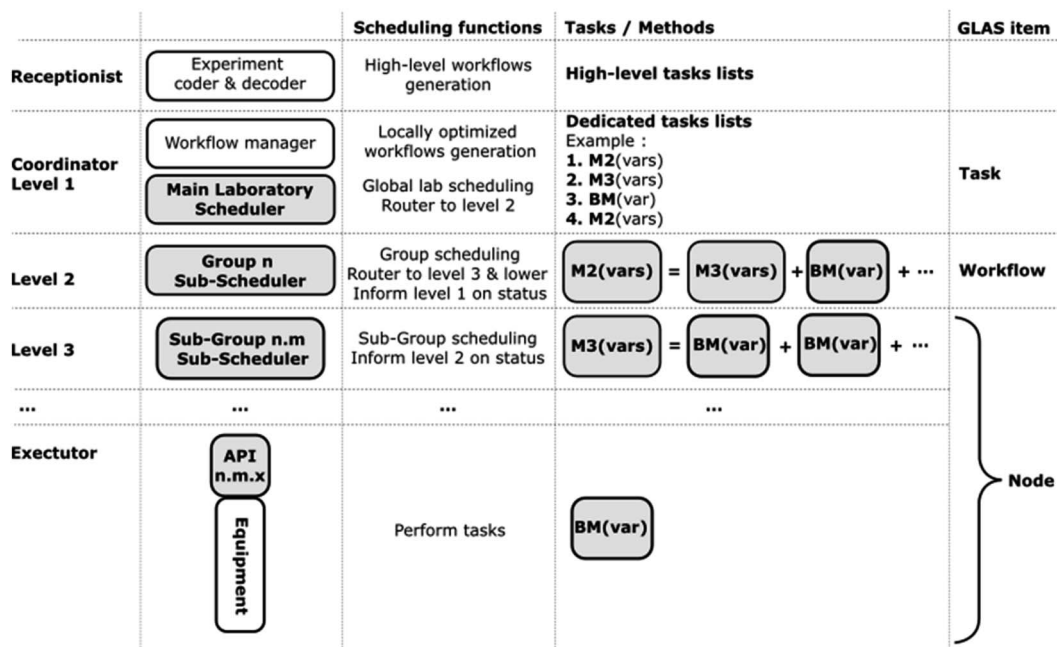 Scheduling functions Tasks / Methods GLAS item
Receptionist
Experiment
coder & decoder
High-level workflows
generation
High-level tasks lists
Coordinator
Level 1
Workflow manager
Main Laboratory
Scheduler
Locally optimized
workflows generation
Global lab scheduling
Router to level 2
Dedicated tasks lists
Example :
1. M2(vars)
2. M3(vars)
3. BM(var)
4. M2(vars)
Task
Level 2
Group n
Sub-Scheduler
Group scheduling
Router to level 3 & lower
Inform level 1 on status
M2(vars) = M3(vars) + BM(var) + ...
Workflow
Level 3
Sub-Group n.m
Sub-Scheduler
Sub-Group scheduling
Inform level 2 on status
M3(vars) = BM(var) + BM(var) + ...
... ... ... ...
Exectutor
API
n.m.x
Equipment
Perform tasks
BM(var)
Node